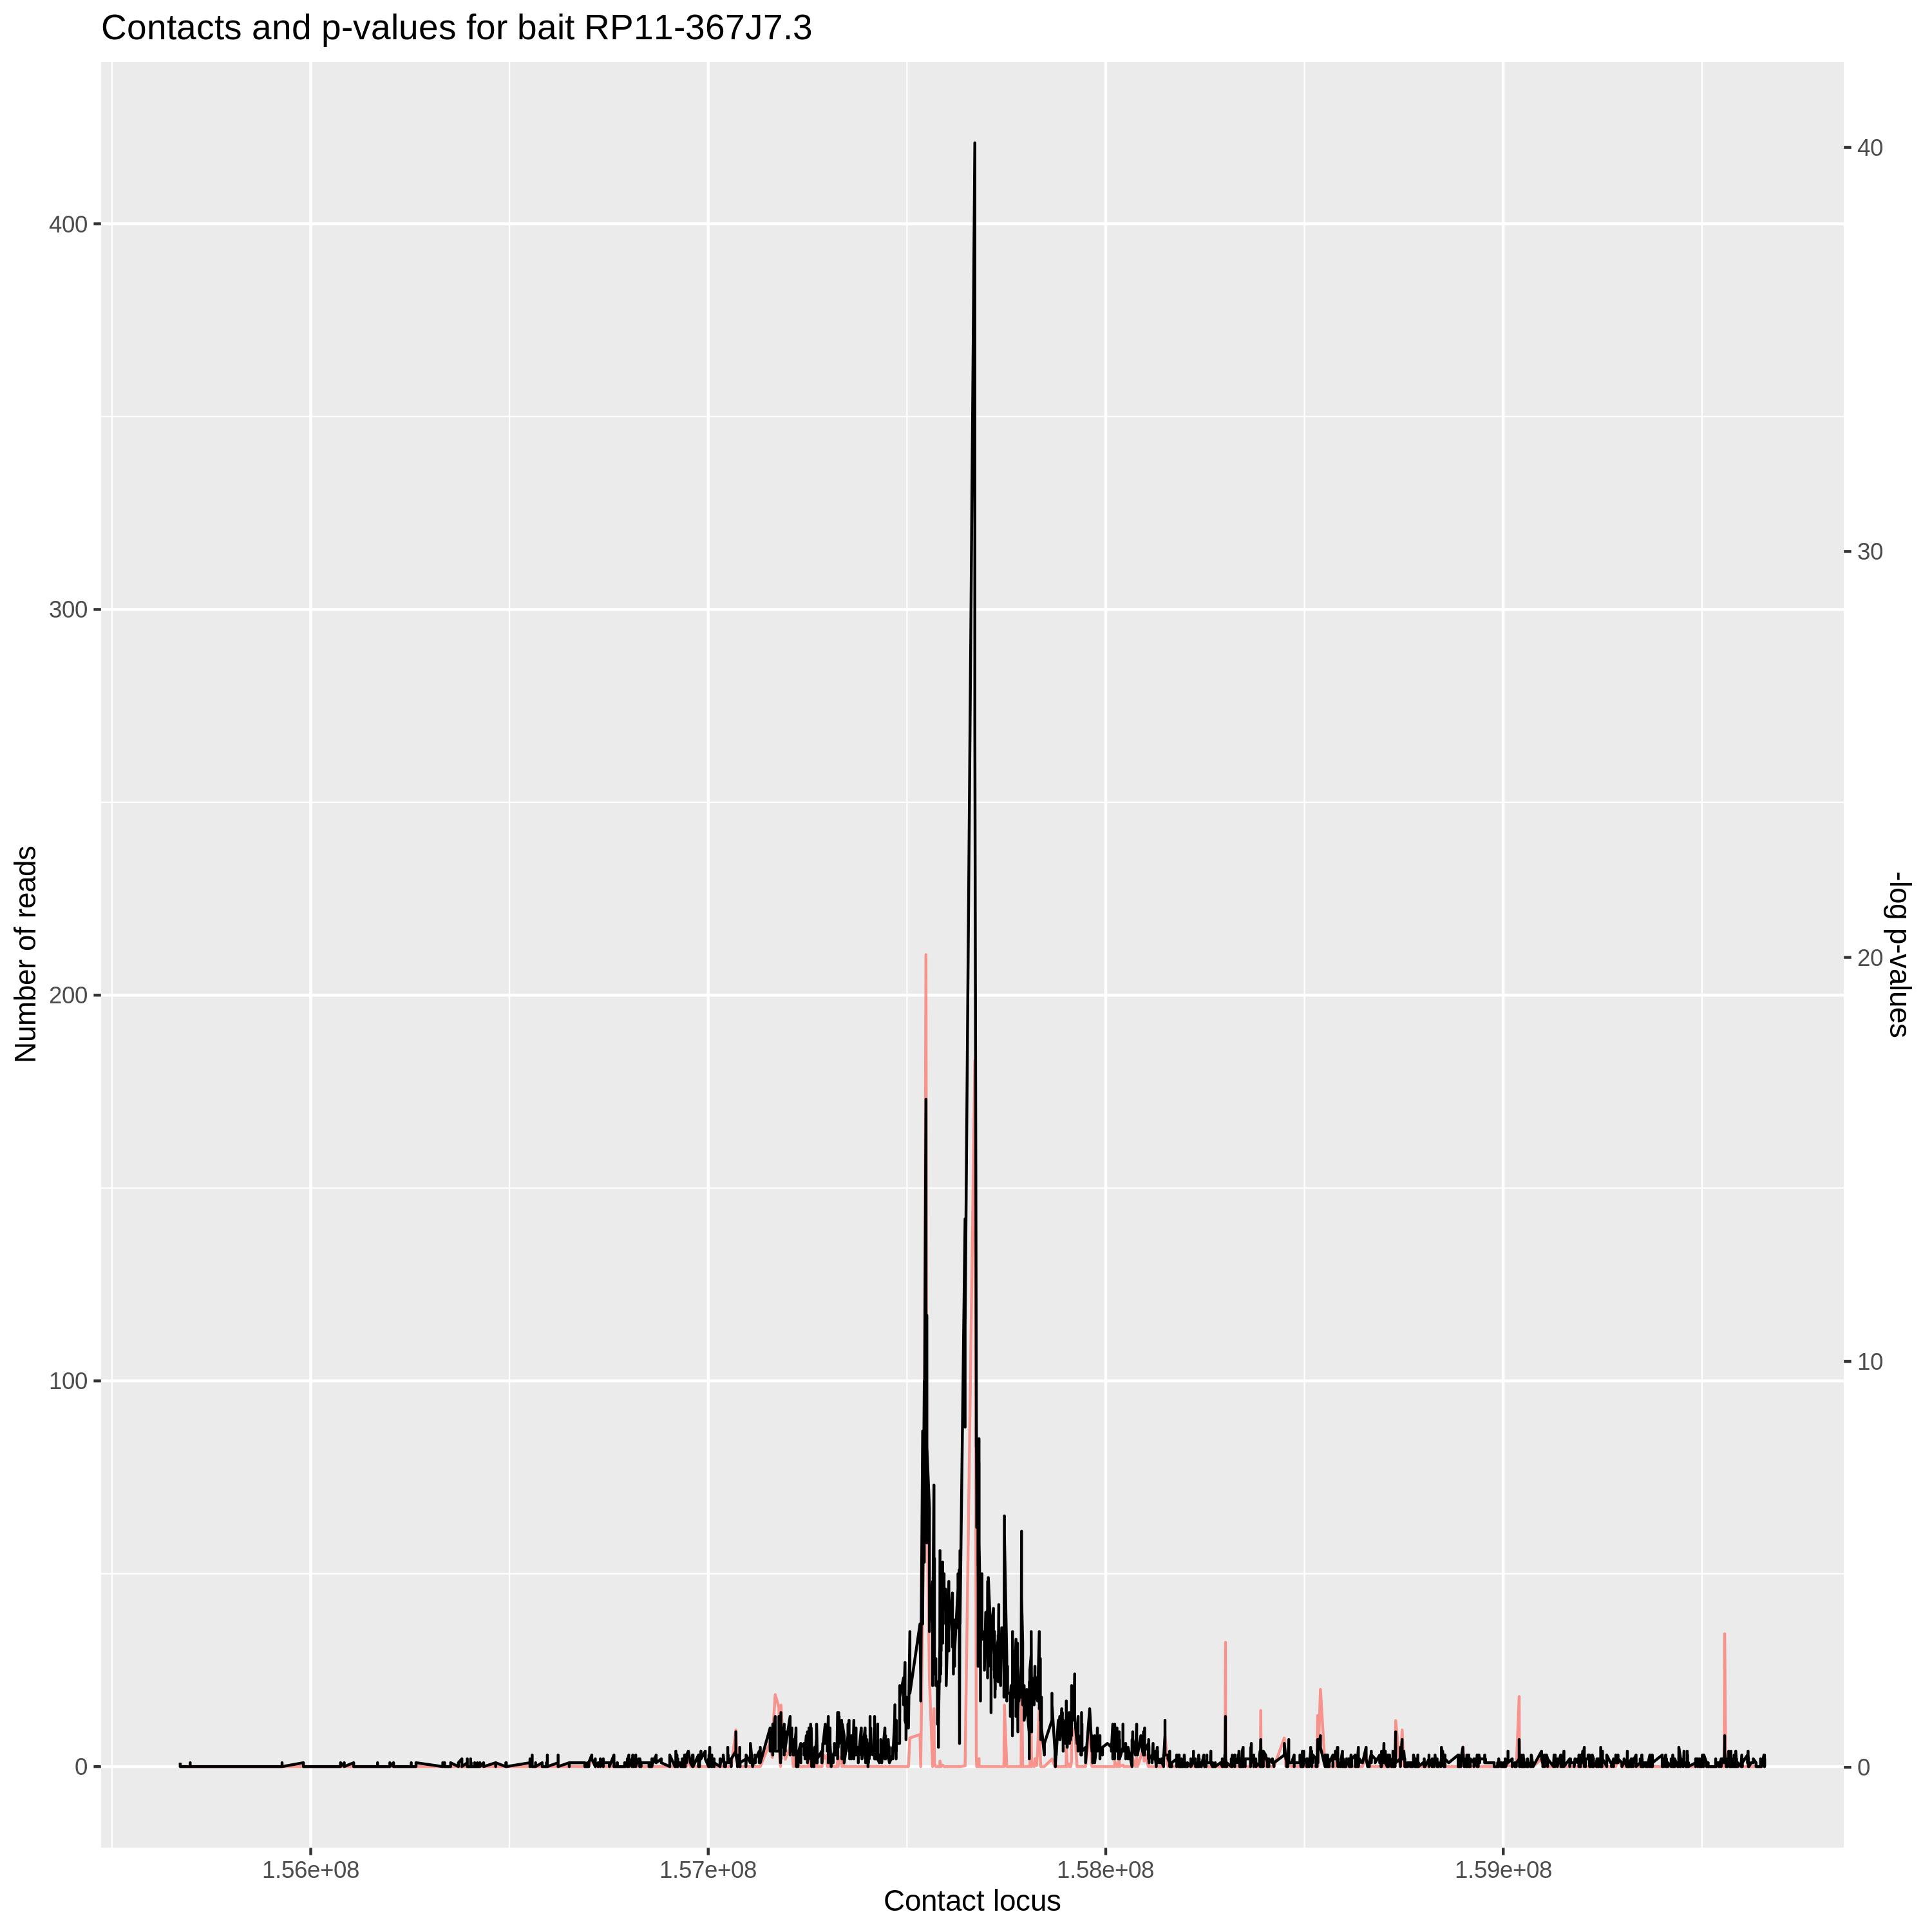 Contacts and p-values for bait RP11-367J7.3
Number of reads
400
300
200
100
0
40
30
20
10
0
-log p-values
1.56e+08
1.57e+08
1.58e+08
1.59e+08
Contact locus